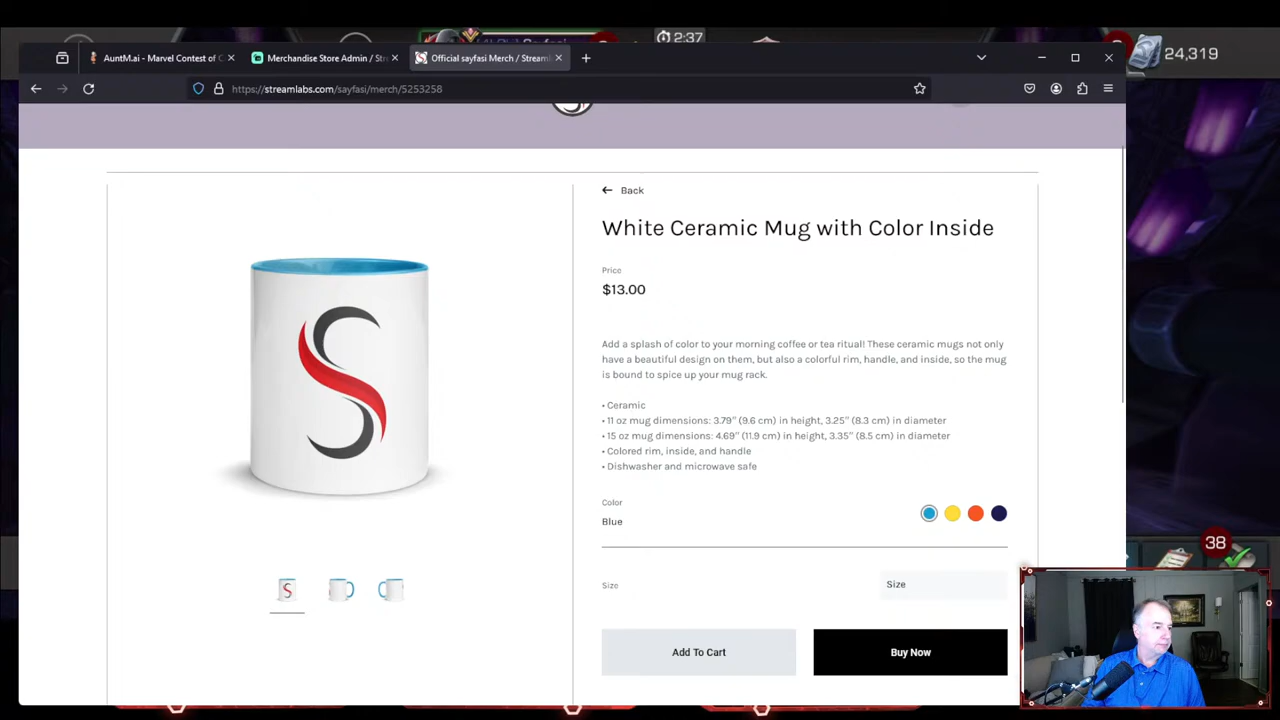 2:37
24,319
AuntM.ai - Marvel Contest of C
Merchandise Store Admin / Stre
Official sayfasi Merch / Streaml
https://streamlabs.com/sayfasi/merch/5253258
Back
White Ceramic Mug with Color Inside
Price
$13.00
Add a splash of color to your morning coffee or tea ritual! These ceramic mugs not only
have a beautiful design on them, but also a colorful rim, handle, and inside, so the mug
is bound to spice up your mug rack.
• Ceramic
• 11 oz mug dimensions: 3.79″ (9.6 cm) in height, 3.25″ (8.3 cm) in diameter
• 15 oz mug dimensions: 4.69″ (11.9 cm) in height, 3.35″ (8.5 cm) in diameter
• Colored rim, inside, and handle
• Dishwasher and microwave safe
Color
Blue
S
38
Size
Size
Add To Cart
Buy Now